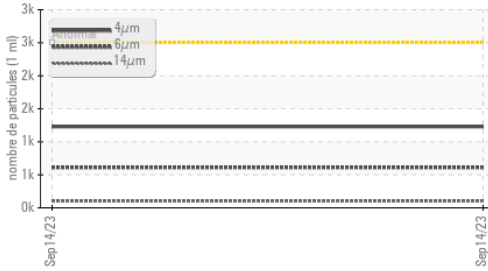 3k
3k
2k
2k
1k
1k
0k
nombre de particules (1 ml)
Anormal
4μm
6μm
14μm
Sep14/23
Sep14/23